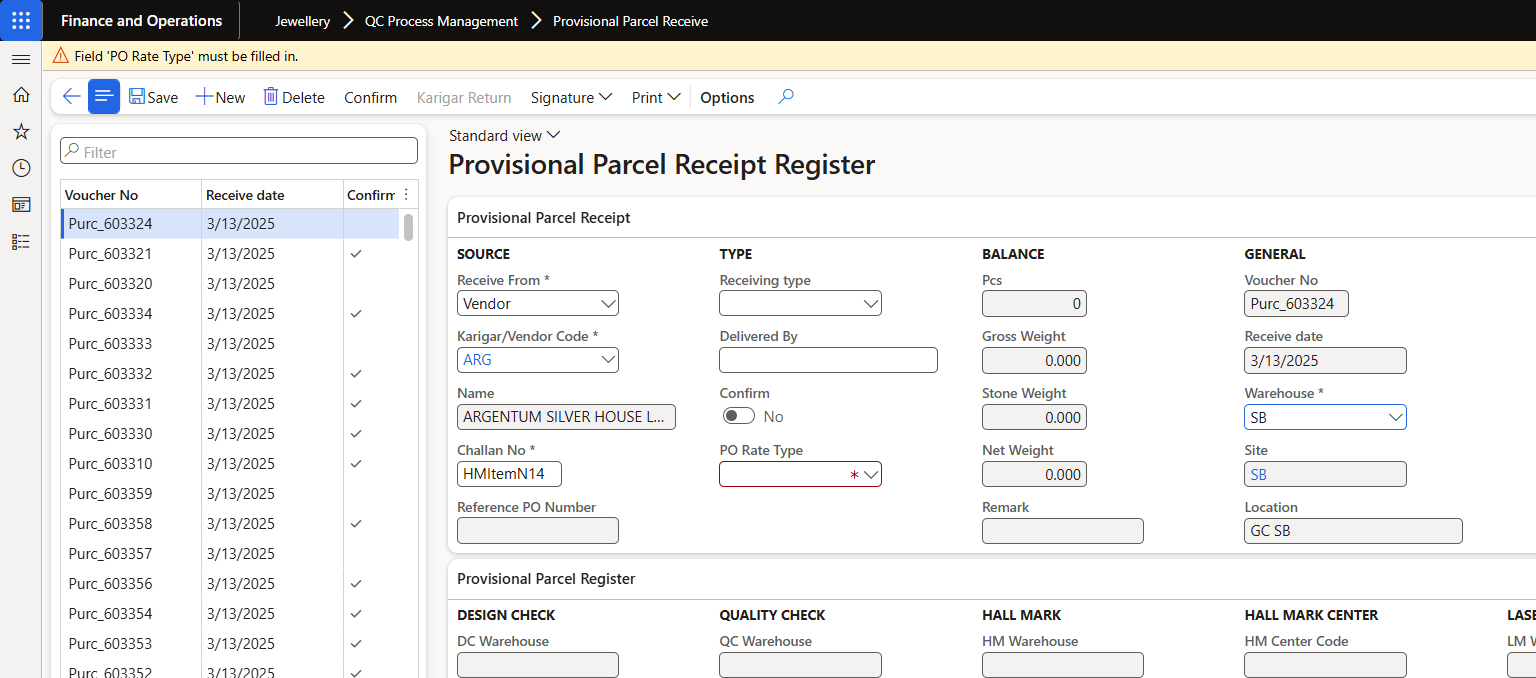 Finance and Operations
Jewellery > QC Process Management > Provisional Parcel Receive
Field 'PO Rate Type' must be filled in.
Save New Delete Confirm Karigar Return Signature Print Options
Filter
Voucher No Receive date Confirm
Purc_603324 3/13/2025
Purc_603321 3/13/2025 ✓
Purc_603320 3/13/2025
Purc_603334 3/13/2025 ✓
Purc_603333 3/13/2025
Purc_603332 3/13/2025 ✓
Purc_603331 3/13/2025 ✓
Purc_603330 3/13/2025 ✓
Purc_603310 3/13/2025 ✓
Purc_603359 3/13/2025
Purc_603358 3/13/2025 ✓
Purc_603357 3/13/2025
Purc_603356 3/13/2025 ✓
Purc_603354 3/13/2025 ✓
Purc_603353 3/13/2025 ✓
Purc_603352 3/13/2025 ✓
Standard view
Provisional Parcel Receipt Register
Provisional Parcel Receipt
SOURCE
Receive From *
Vendor
Karigar/Vendor Code *
ARG
Name
ARGENTUM SILVER HOUSE L...
Challan No *
HMItemN14
Reference PO Number
TYPE
Receiving type
Delivered By
Confirm
No
PO Rate Type
*
BALANCE
Pcs
0
Gross Weight
0.000
Stone Weight
0.000
Net Weight
0.000
Remark
GENERAL
Voucher No
Purc_603324
Receive date
3/13/2025
Warehouse *
SB
Site
SB
Location
GC SB
Provisional Parcel Register
DESIGN CHECK
DC Warehouse
QUALITY CHECK
QC Warehouse
HALL MARK
HM Warehouse
HALL MARK CENTER
HM Center Code
LASE
LM W